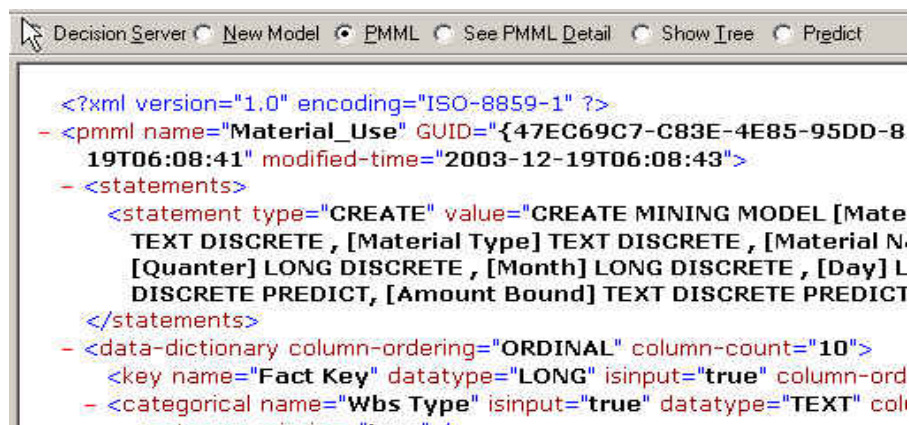 Decision Server New Model PMML See PMML Detail Show Tree Predict
<?xml version="1.0" encoding="ISO-8859-1" ?>
- <pmml name="Material_Use" GUID="{47EC69C7-C83E-4E85-95DD-8
19T06:08:41" modified-time="2003-12-19T06:08:43">
- <statements>
<statement type="CREATE" value="CREATE MINING MODEL [Mate
TEXT DISCRETE , [Material Type] TEXT DISCRETE , [Material N
[Quanter] LONG DISCRETE , [Month] LONG DISCRETE , [Day] L
DISCRETE PREDICT, [Amount Bound] TEXT DISCRETE PREDICT
</statements>
- <data-dictionary column-ordering="ORDINAL" column-count="10">
<key name="Fact Key" datatype="LONG" isinput="true" column-ord
- <categorical name="Wbs Type" isinput="true" datatype="TEXT" colu